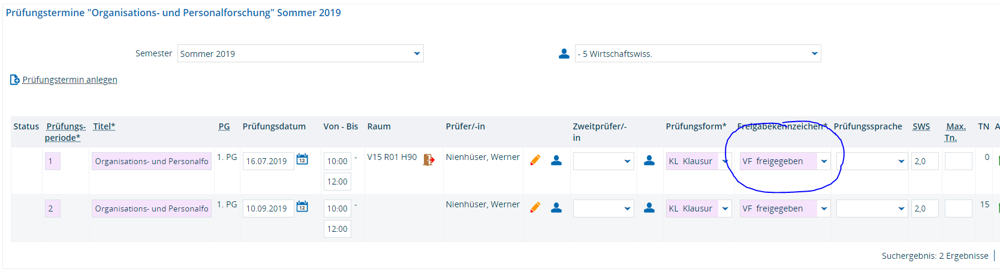 Prüfungstermine "Organisations- und Personalforschung" Sommer 2019
Semester Sommer 2019 - 5 Wirtschaftswiss.
Prüfungstermin anlegen
Status Prüfungs- Titel* PG Prüfungsdatum Von - Bis Raum Prüfer/-in Zweitprüfer/- Prüfungsform* Freigabekennzeichen* Prüfungssprache SWS Max. TN A
periode* in Tn.
1 Organisations- und Personalfo 1. PG 16.07.2019 12 10:00 - V15 R01 H90 Nienhüser, Werner KL Klausur VF freigegeben 2,0 0
12:00
2 Organisations- und Personalfo 1. PG 10.09.2019 12 10:00 - Nienhüser, Werner KL Klausur VF freigegeben 2,0 15
12:00
Suchergebnis: 2 Ergebnisse